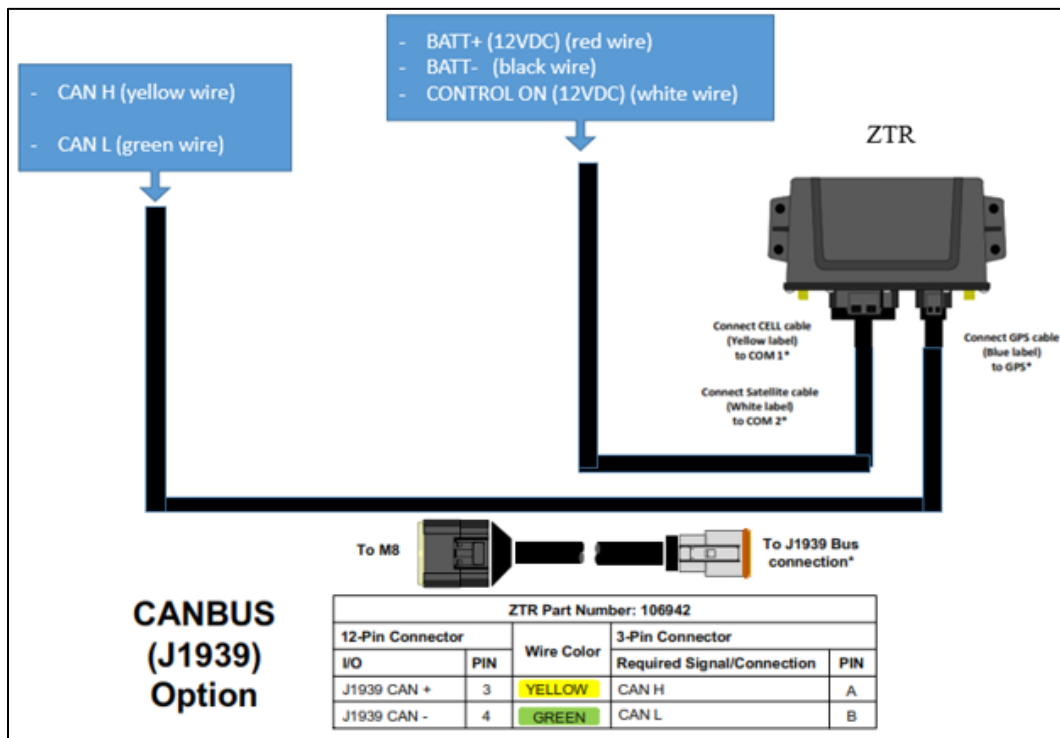 - CAN H (yellow wire)
- CAN L (green wire)
- BATT+ (12VDC) (red wire)
- BATT- (black wire)
- CONTROL ON (12VDC) (white wire)
ZTR
Connect CELL cable
(Yellow label)
to COM 1*
Connect Satellite cable
(White label)
to COM 2*
Connect GPS cable
(Blue label)
to GPS*
To M8
To J1939 Bus
connection*
CANBUS
(J1939)
Option
ZTR Part Number: 106942
12-Pin Connector Wire Color 3-Pin Connector
I/O PIN Required Signal/Connection PIN
J1939 CAN + 3 YELLOW CAN H A
J1939 CAN - 4 GREEN CAN L B